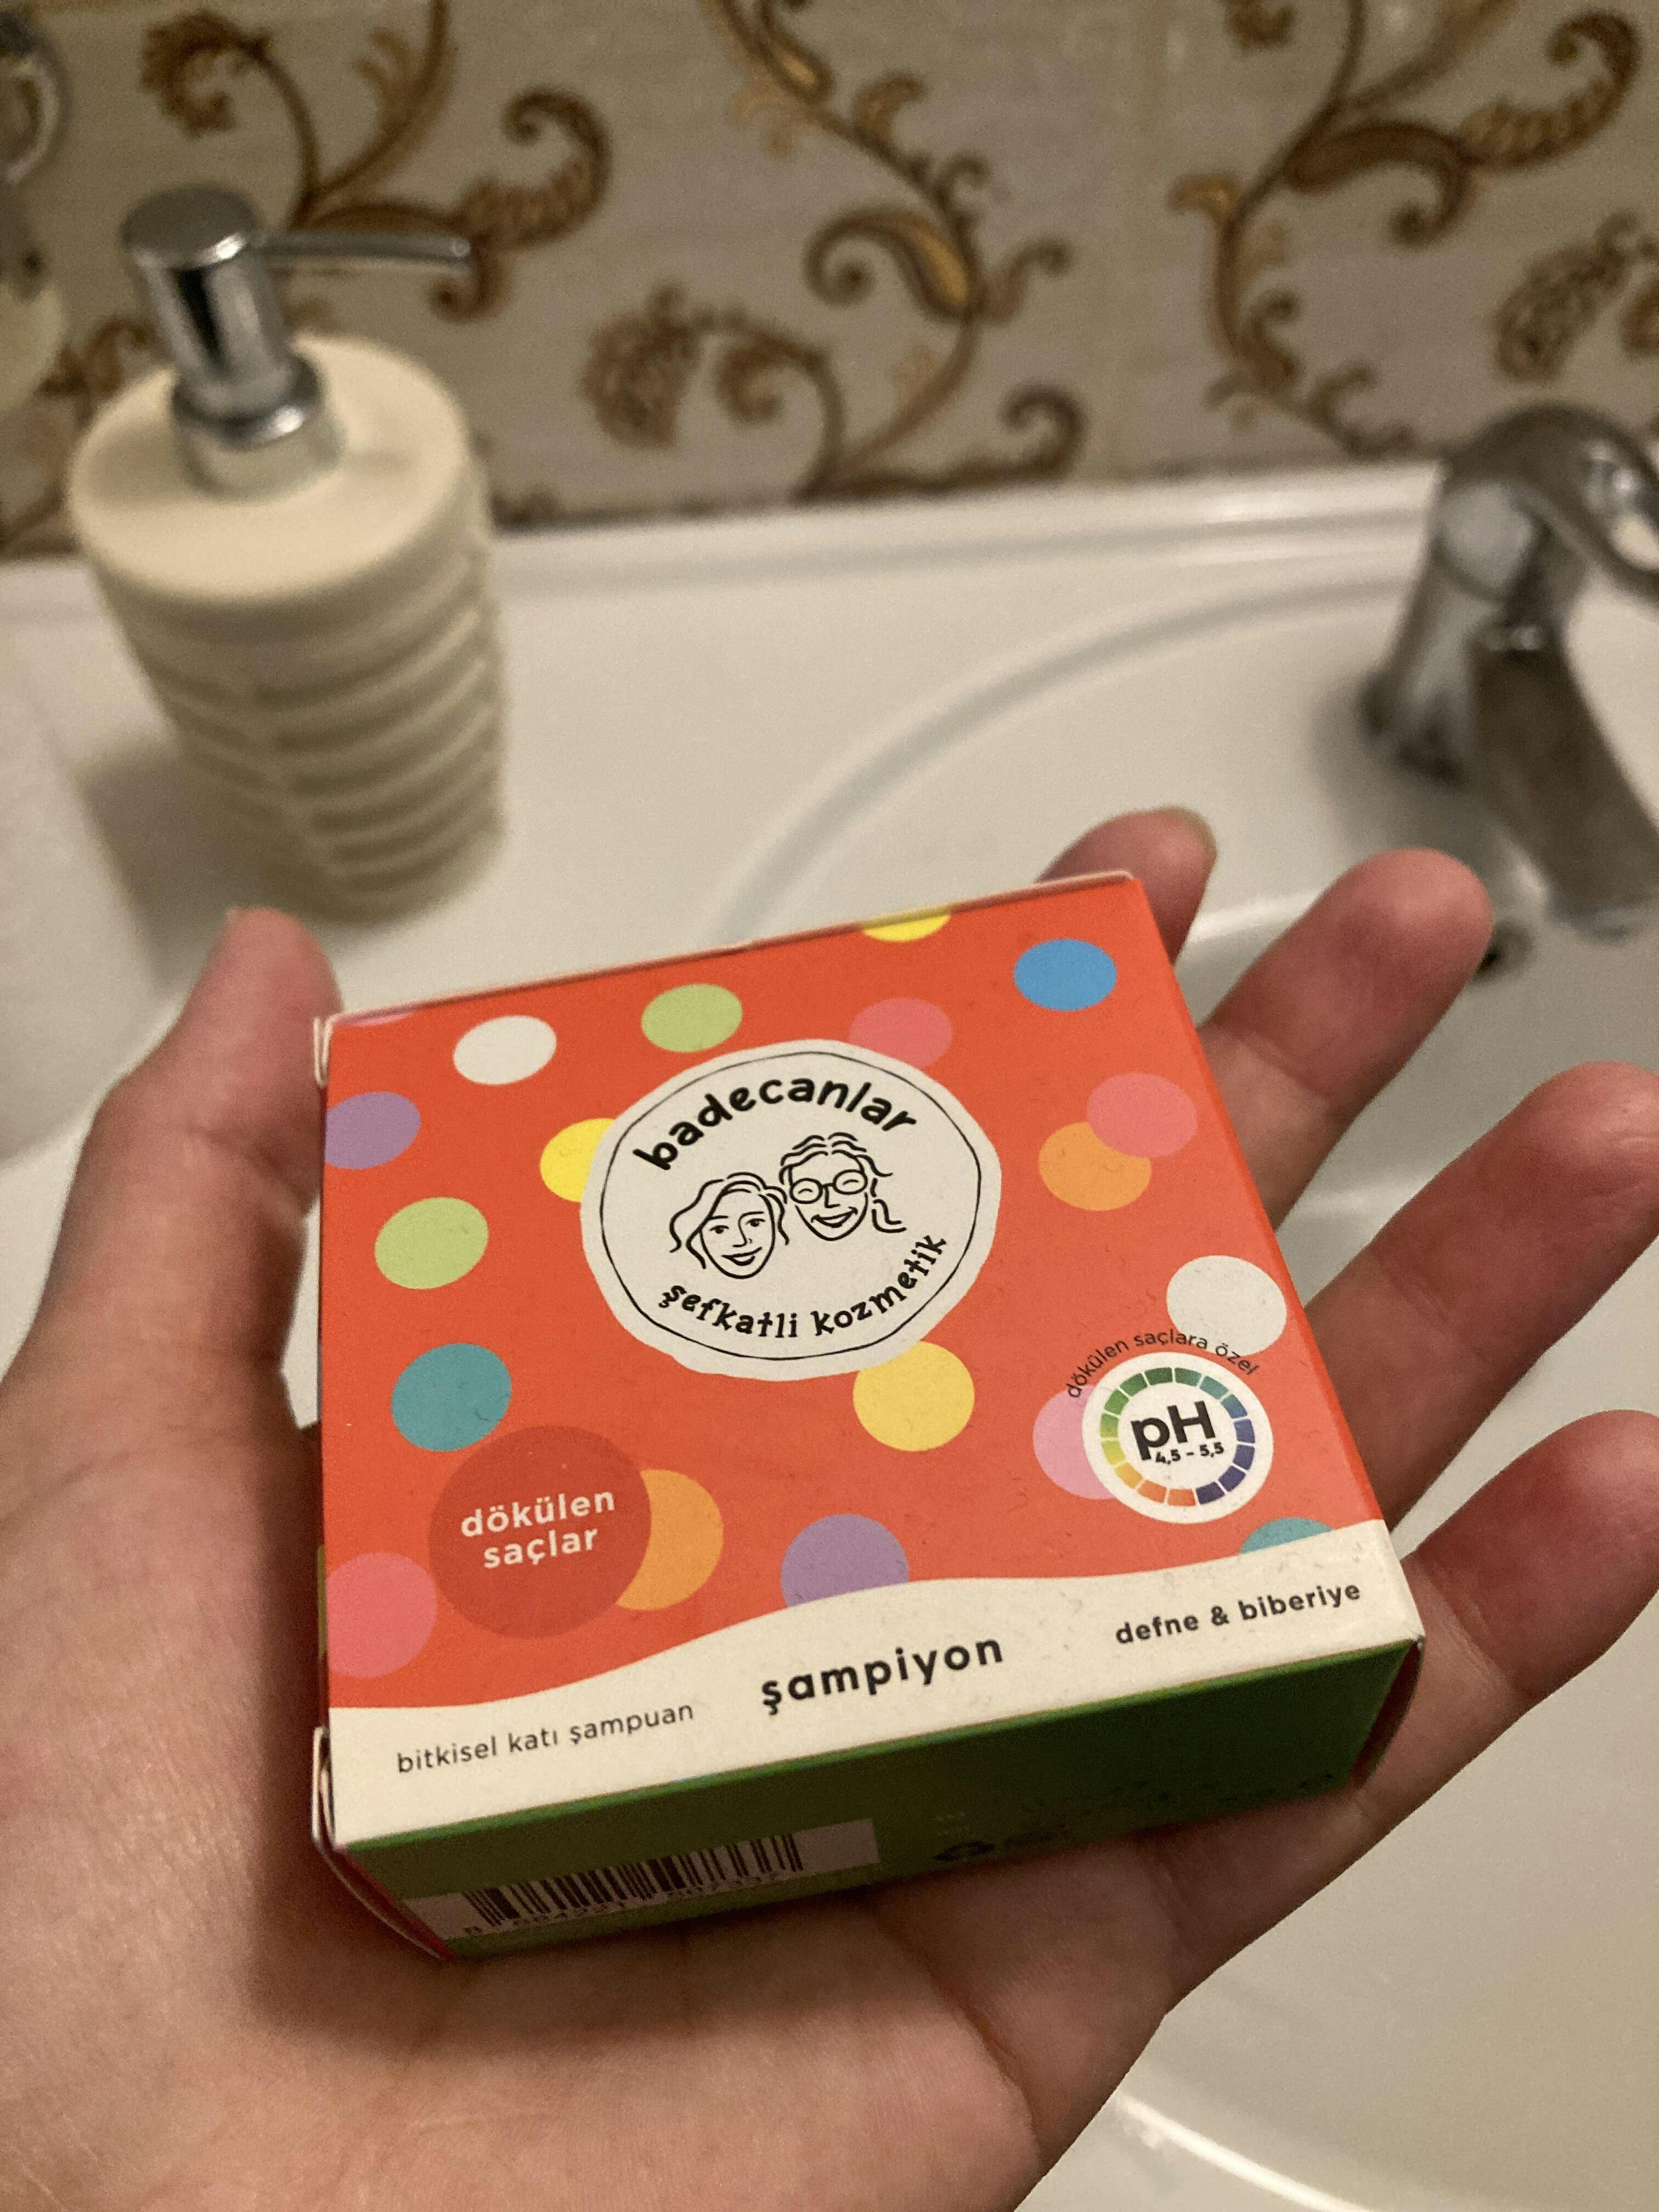 badecanlar
şefkatli kozmetik
dökülen saçlara özel
pH
4,5 - 5,5
dökülen
saçlar
bitkisel katı şampuan
şampiyon
defne & biberiye